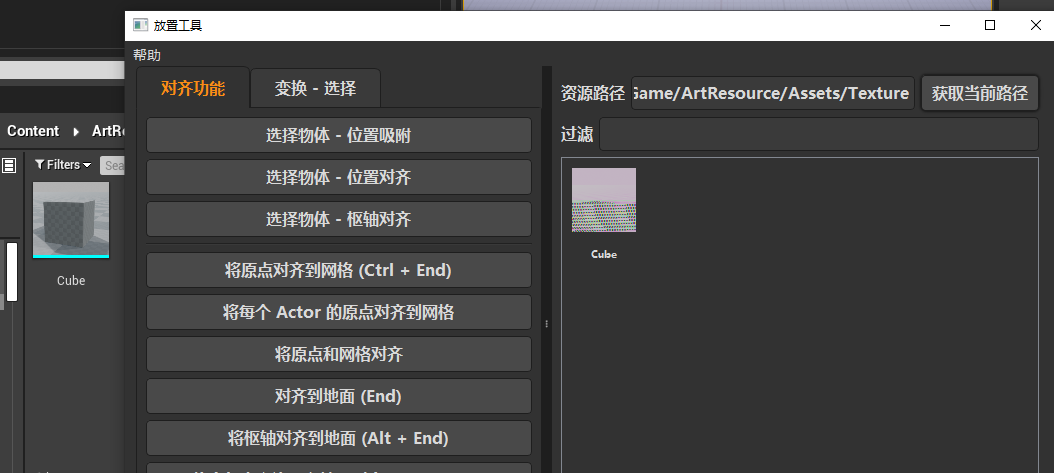 放置工具
帮助
对齐功能
变换 - 选择
选择物体 - 位置吸附
选择物体 - 位置对齐
选择物体 - 枢轴对齐
将原点对齐到网格 (Ctrl + End)
将每个 Actor 的原点对齐到网格
将原点和网格对齐
对齐到地面 (End)
将枢轴对齐到地面 (Alt + End)
资源路径
Game/ArtResource/Assets/Texture
获取当前路径
过滤
Cube
Content
ArtRe
Filters
Sea
Cube